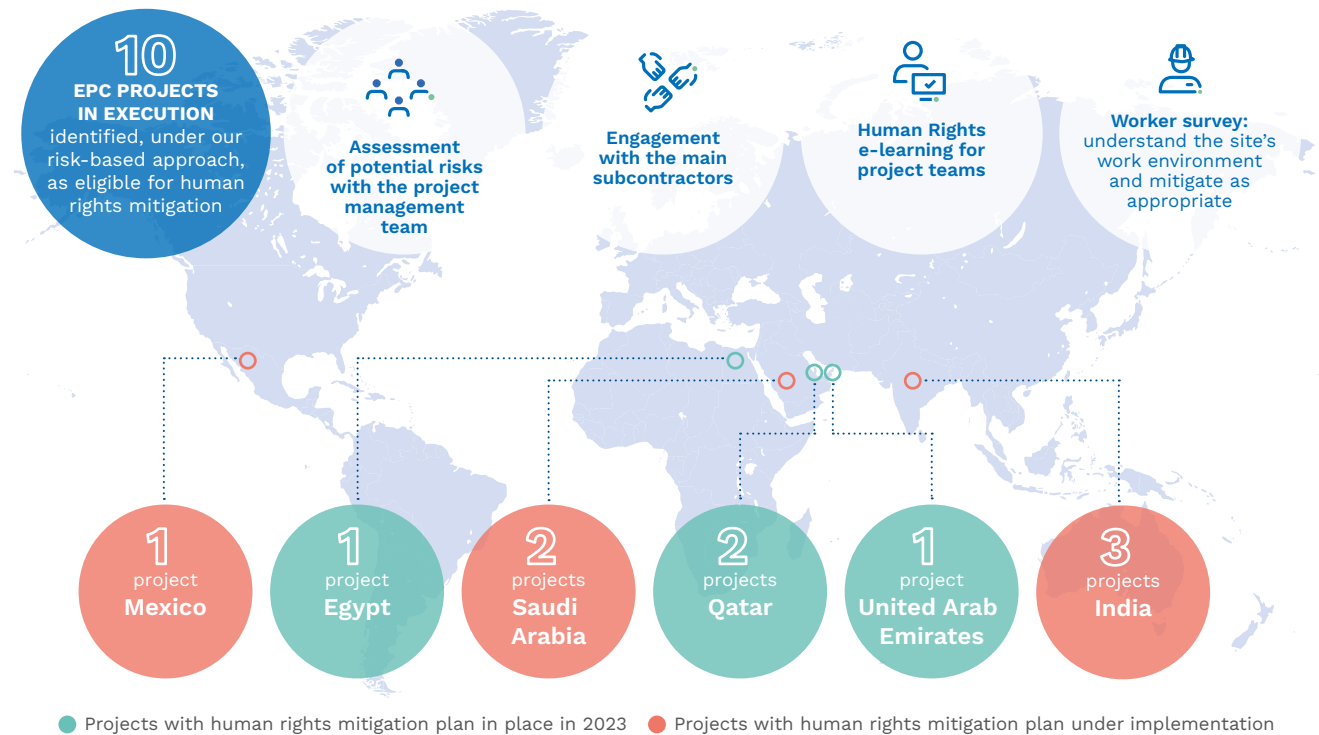 10
EPC PROJECTS
IN EXECUTION
identified, under our
risk-based approach,
as eligible for human
rights mitigation
Assessment
of potential risks
with the project
management
team
Engagement
with the main
subcontractors
Human Rights
e-learning for
project teams
Worker survey:
understand the site's
work environment
and mitigate as
appropriate
1
project
Mexico
1
project
Egypt
2
projects
Saudi
Arabia
2
projects
Qatar
1
project
United Arab
Emirates
3
projects
India
Projects with human rights mitigation plan in place in 2023
Projects with human rights mitigation plan under implementation